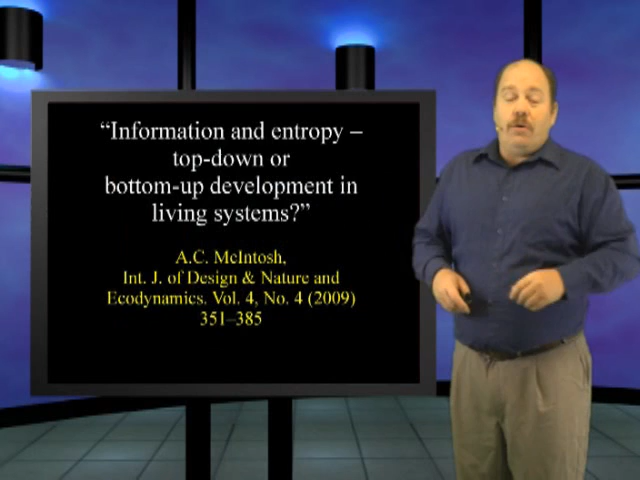 “Information and entropy –
top-down or
bottom-up development in
living systems?”
A.C. McIntosh,
Int. J. of Design & Nature and
Ecodynamics. Vol. 4, No. 4 (2009)
351–385